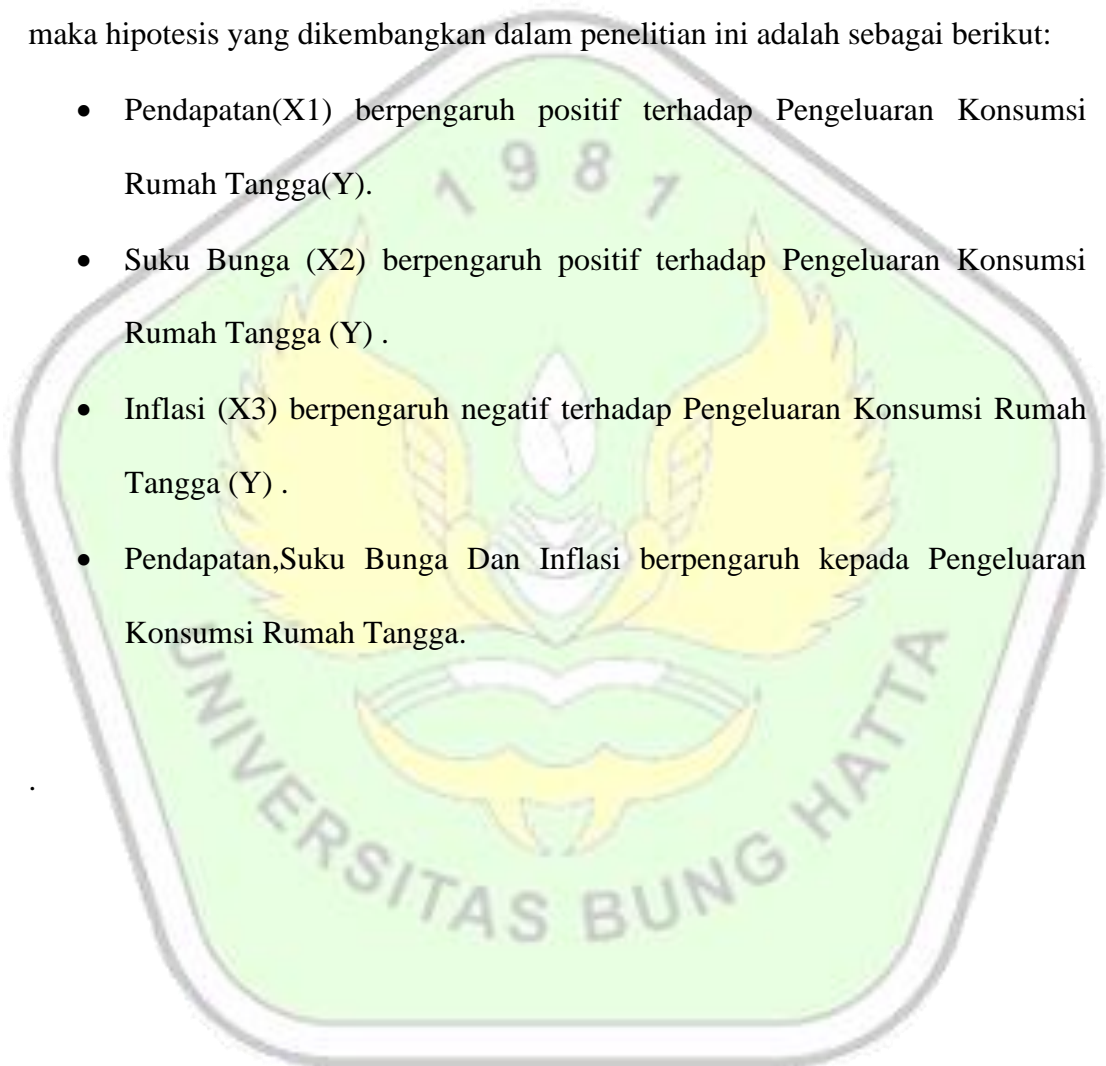 maka hipotesis yang dikembangkan dalam penelitian ini adalah sebagai berikut:
• Pendapatan(X1) berpengaruh positif terhadap Pengeluaran Konsumsi
Rumah Tangga(Y).
• Suku Bunga (X2) berpengaruh positif terhadap Pengeluaran Konsumsi
Rumah Tangga (Y) .
• Inflasi (X3) berpengaruh negatif terhadap Pengeluaran Konsumsi Rumah
Tangga (Y) .
• Pendapatan,Suku Bunga Dan Inflasi berpengaruh kepada Pengeluaran
Konsumsi Rumah Tangga.
.
1981
UNIVERSITAS BUNG HATTA